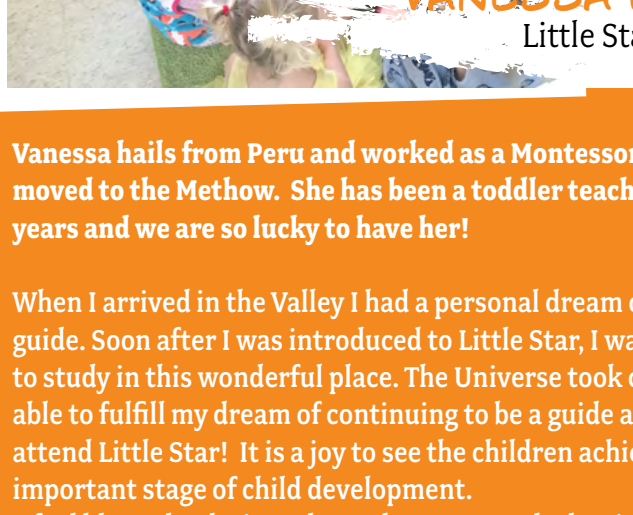 VANESSA
Little Sta
Vanessa hails from Peru and worked as a Montessor
moved to the Methow.  She has been a toddler teach
years and we are so lucky to have her!
When I arrived in the Valley I had a personal dream
guide. Soon after I was introduced to Little Star, I wa
to study in this wonderful place. The Universe took
able to fulfill my dream of continuing to be a guide a
attend Little Star!  It is a joy to see the children achie
important stage of child development.